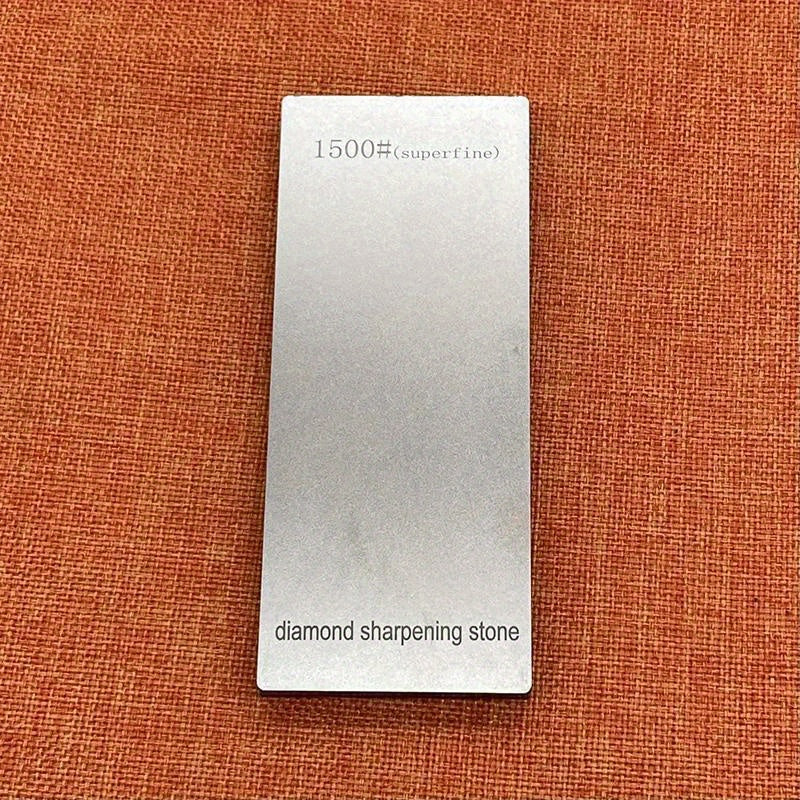 1500#(superfine)
diamond sharpening stone